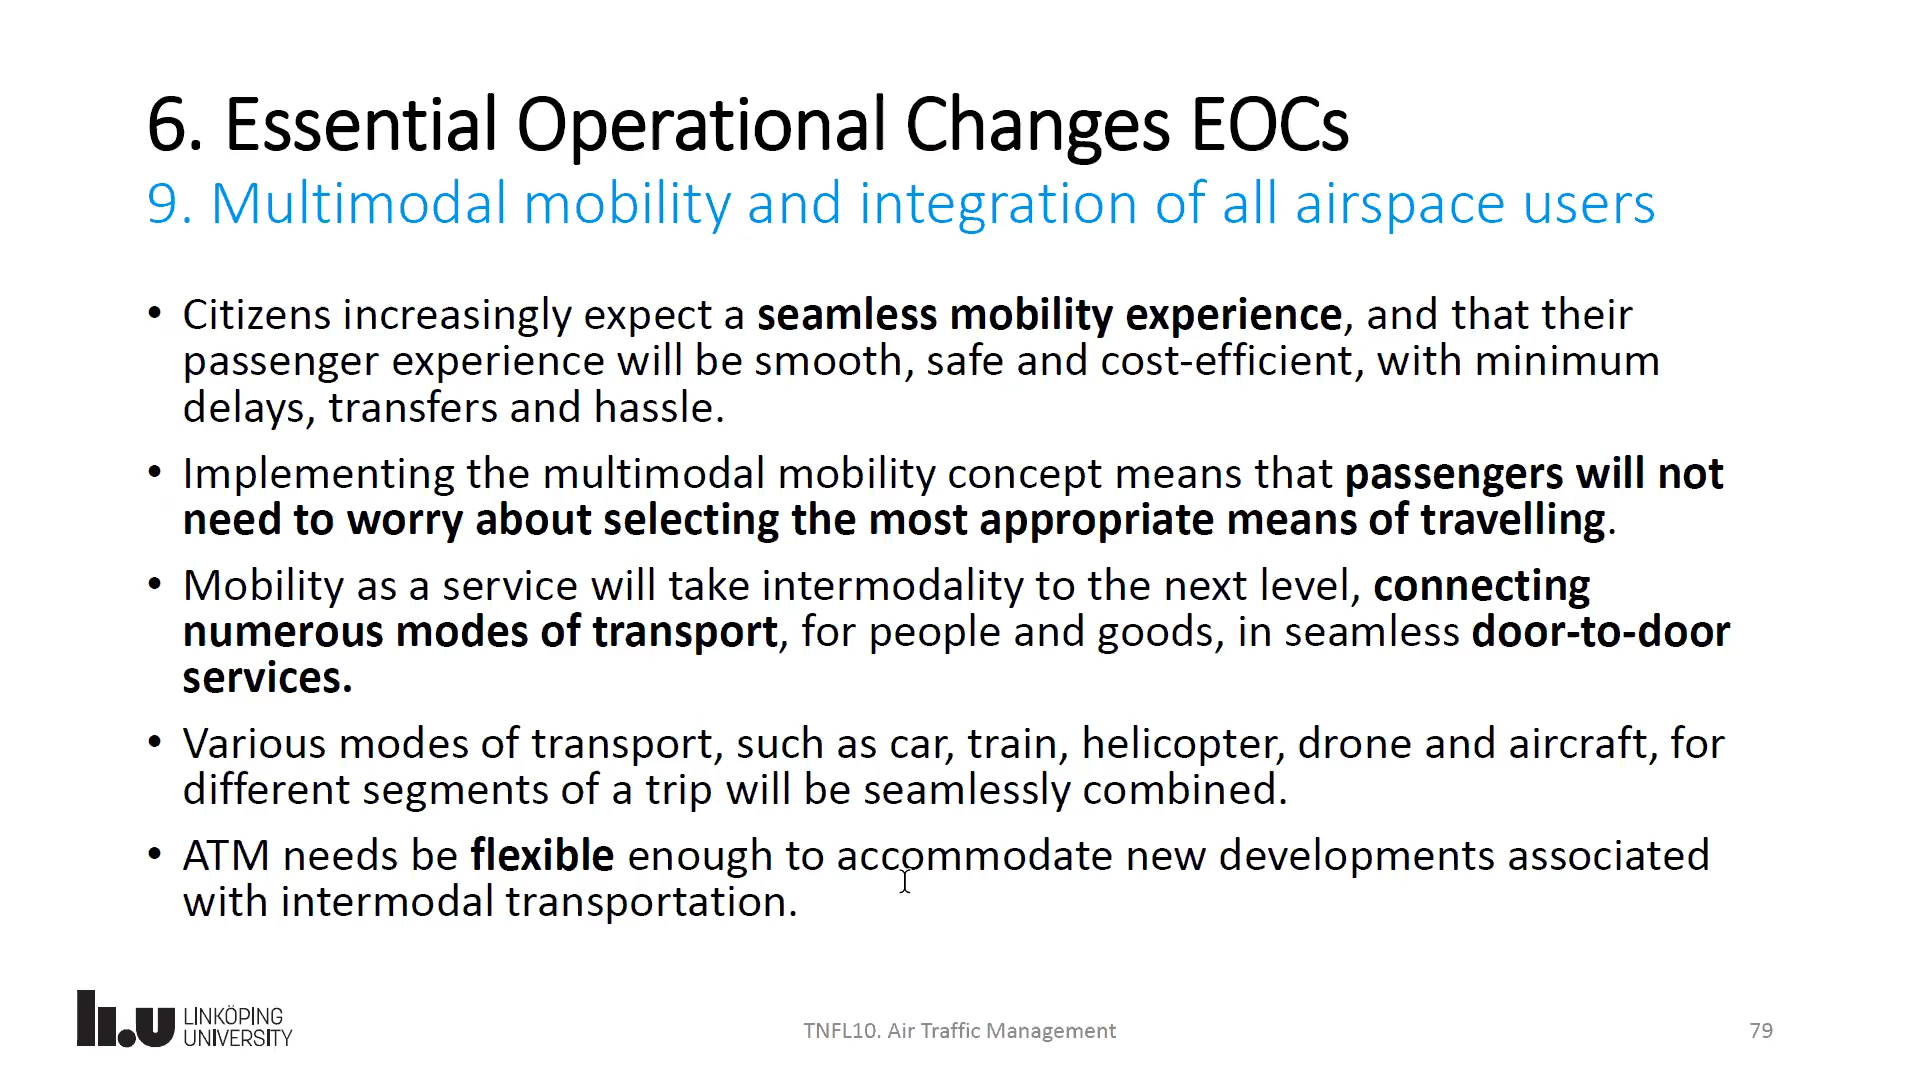 6. Essential Operational Changes EOCs
9. Multimodal mobility and integration of all airspace users
• Citizens increasingly expect a seamless mobility experience, and that their
passenger experience will be smooth, safe and cost-efficient, with minimum
delays, transfers and hassle.
• Implementing the multimodal mobility concept means that passengers will not
need to worry about selecting the most appropriate means of travelling.
• Mobility as a service will take intermodality to the next level, connecting
numerous modes of transport, for people and goods, in seamless door-to-door
services.
• Various modes of transport, such as car, train, helicopter, drone and aircraft, for
different segments of a trip will be seamlessly combined.
• ATM needs be flexible enough to accommodate new developments associated
with intermodal transportation.
li.u LINKÖPING
UNIVERSITY
TNFL10. Air Traffic Management
79